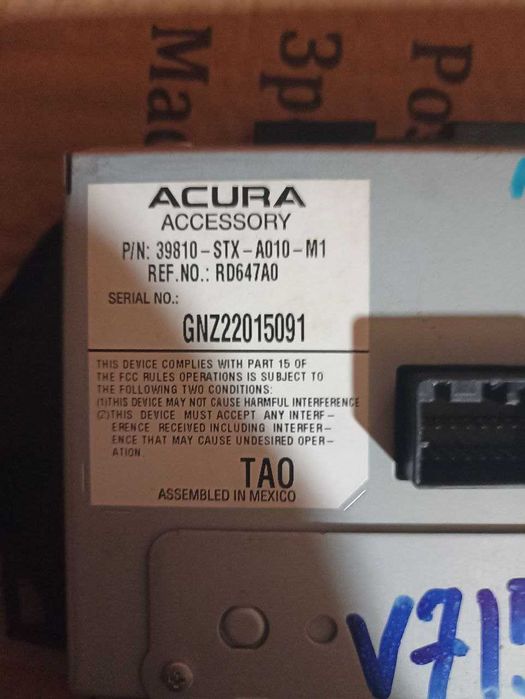 ACURA
ACCESSORY
P/N: 39810-STX-A010-M1
REF.NO.: RD647A0
SERIAL NO.:
GNZ22015091
THIS DEVICE COMPLIES WITH PART 15 OF
THE FCC RULES OPERATIONS IS SUBJECT TO
THE FOLLOWING TWO CONDITIONS:
(1)THIS DEVICE MAY NOT CAUSE HARMFUL INTERFERENCE
(2)THIS DEVICE MUST ACCEPT ANY INTERF-
ERENCE RECEIVED INCLUDING INTERFER-
ENCE THAT MAY CAUSE UNDESIRED OPER-
ATION.
TAO
ASSEMBLED IN MEXICO
V715